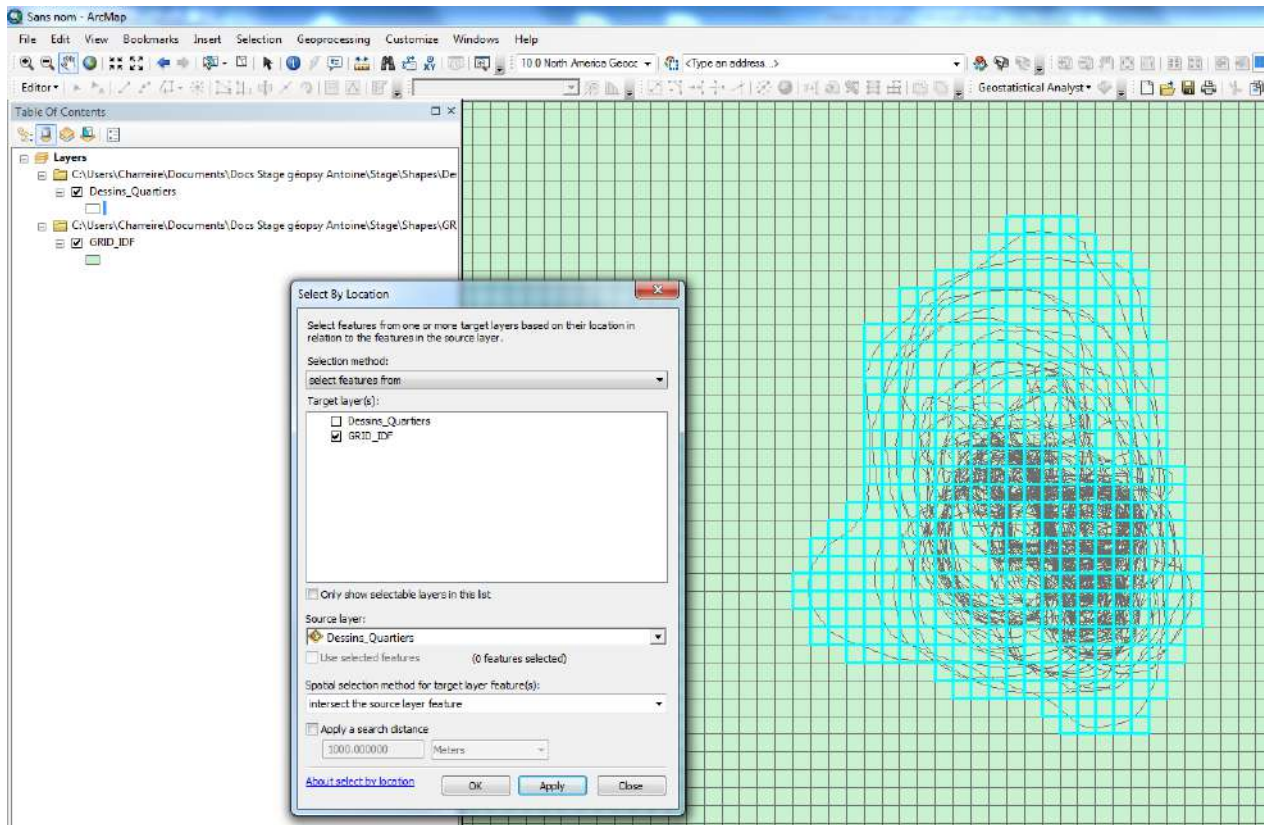 Sans nom - ArcMap
File Edit View Bookmarks Insert Selection Geoprocessing Customize Windows Help
10.0 North America Geocc <Type an address...>
Editor Geostatistical Analyst
Table Of Contents
Layers
C:\Users\Charreire\Documents\Docs Stage géopsy Antoine\Stage\Shapes\De
Dessins_Quartiers
C:\Users\Charreire\Documents\Docs Stage géopsy Antoine\Stage\Shapes\GR
GRID_IDF
Select By Location
Select features from one or more target layers based on their location in
relation to the features in the source layer.
Selection method:
select features from
Target layer(s):
Dessins_Quartiers
GRID_IDF
Only show selectable layers in this list
Source layer:
Dessins_Quartiers
Use selected features (0 features selected)
Spatial selection method for target layer feature(s):
intersect the source layer feature
Apply a search distance
1000.000000 Meters
About select by location OK Apply Close